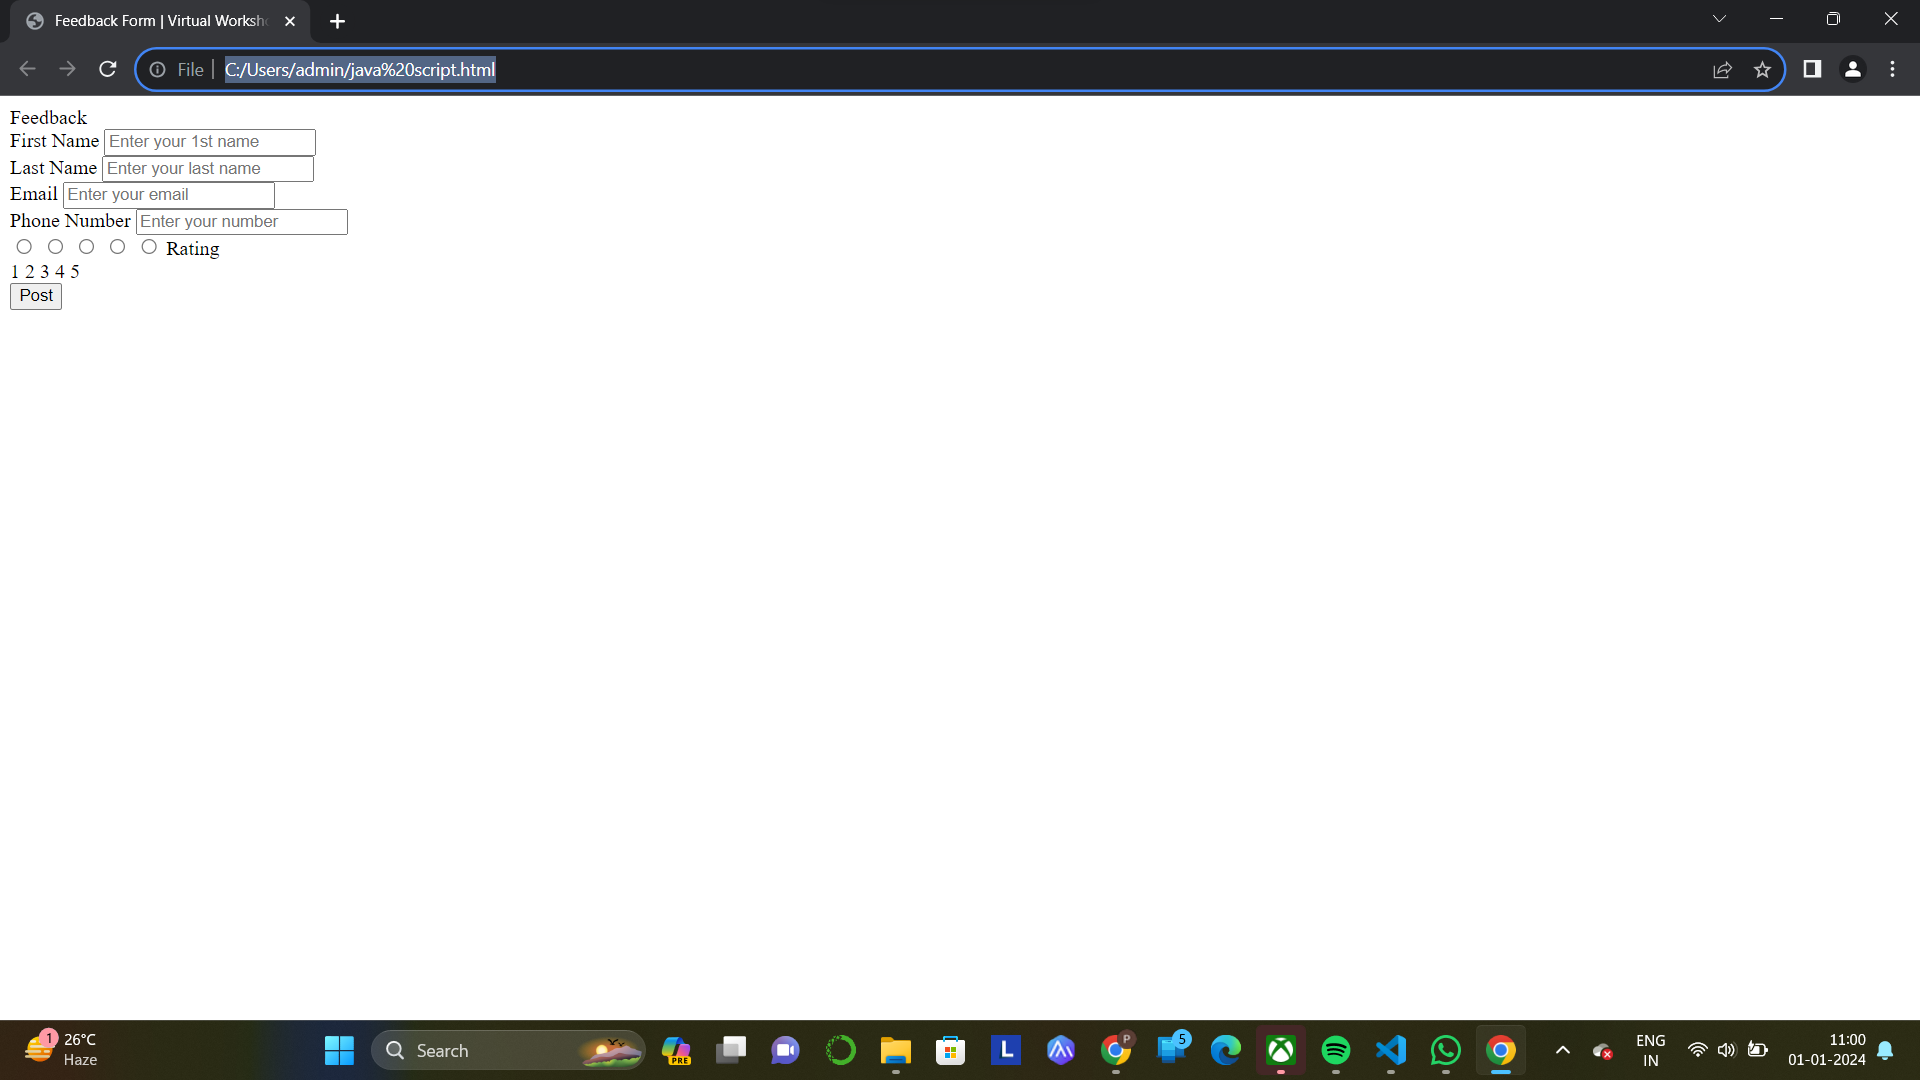 Feedback Form | Virtual Worksh
File | C:/Users/admin/java%20script.html
Feedback
First Name Enter your 1st name
Last Name Enter your last name
Email Enter your email
Phone Number Enter your number
Rating
1 2 3 4 5
Post
1 26°C
Haze
Search
PRE
L
P
5
ENG
IN
11:00
01-01-2024